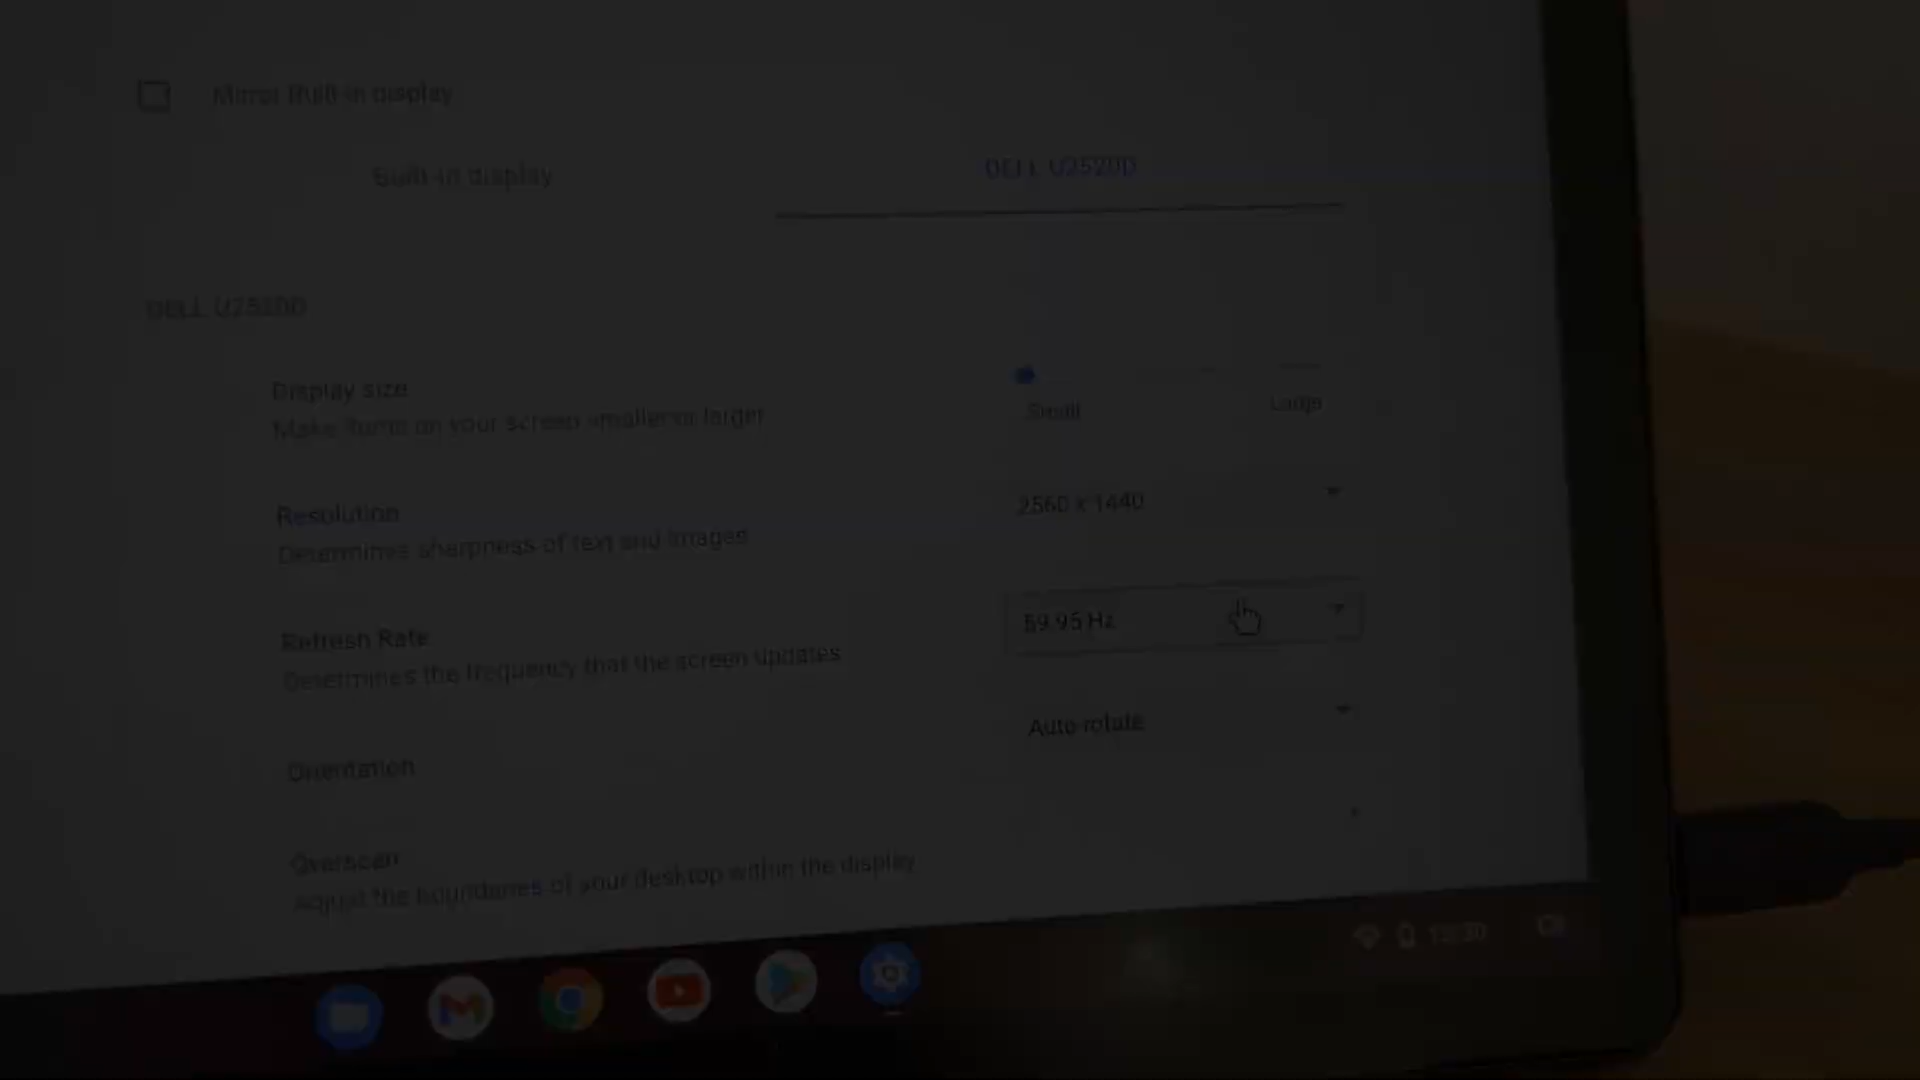 Mirror Built-in display
Built-in display
DELL U2520D
DELL U2520D
Display size
Make items on your screen smaller or larger
Small
Large
Resolution
Determines sharpness of text and images
2560 x 1440
Refresh Rate
Determines the frequency that the screen updates
59.95 Hz
Orientation
Auto rotate
Overscan
Adjust the boundaries of your desktop within the display